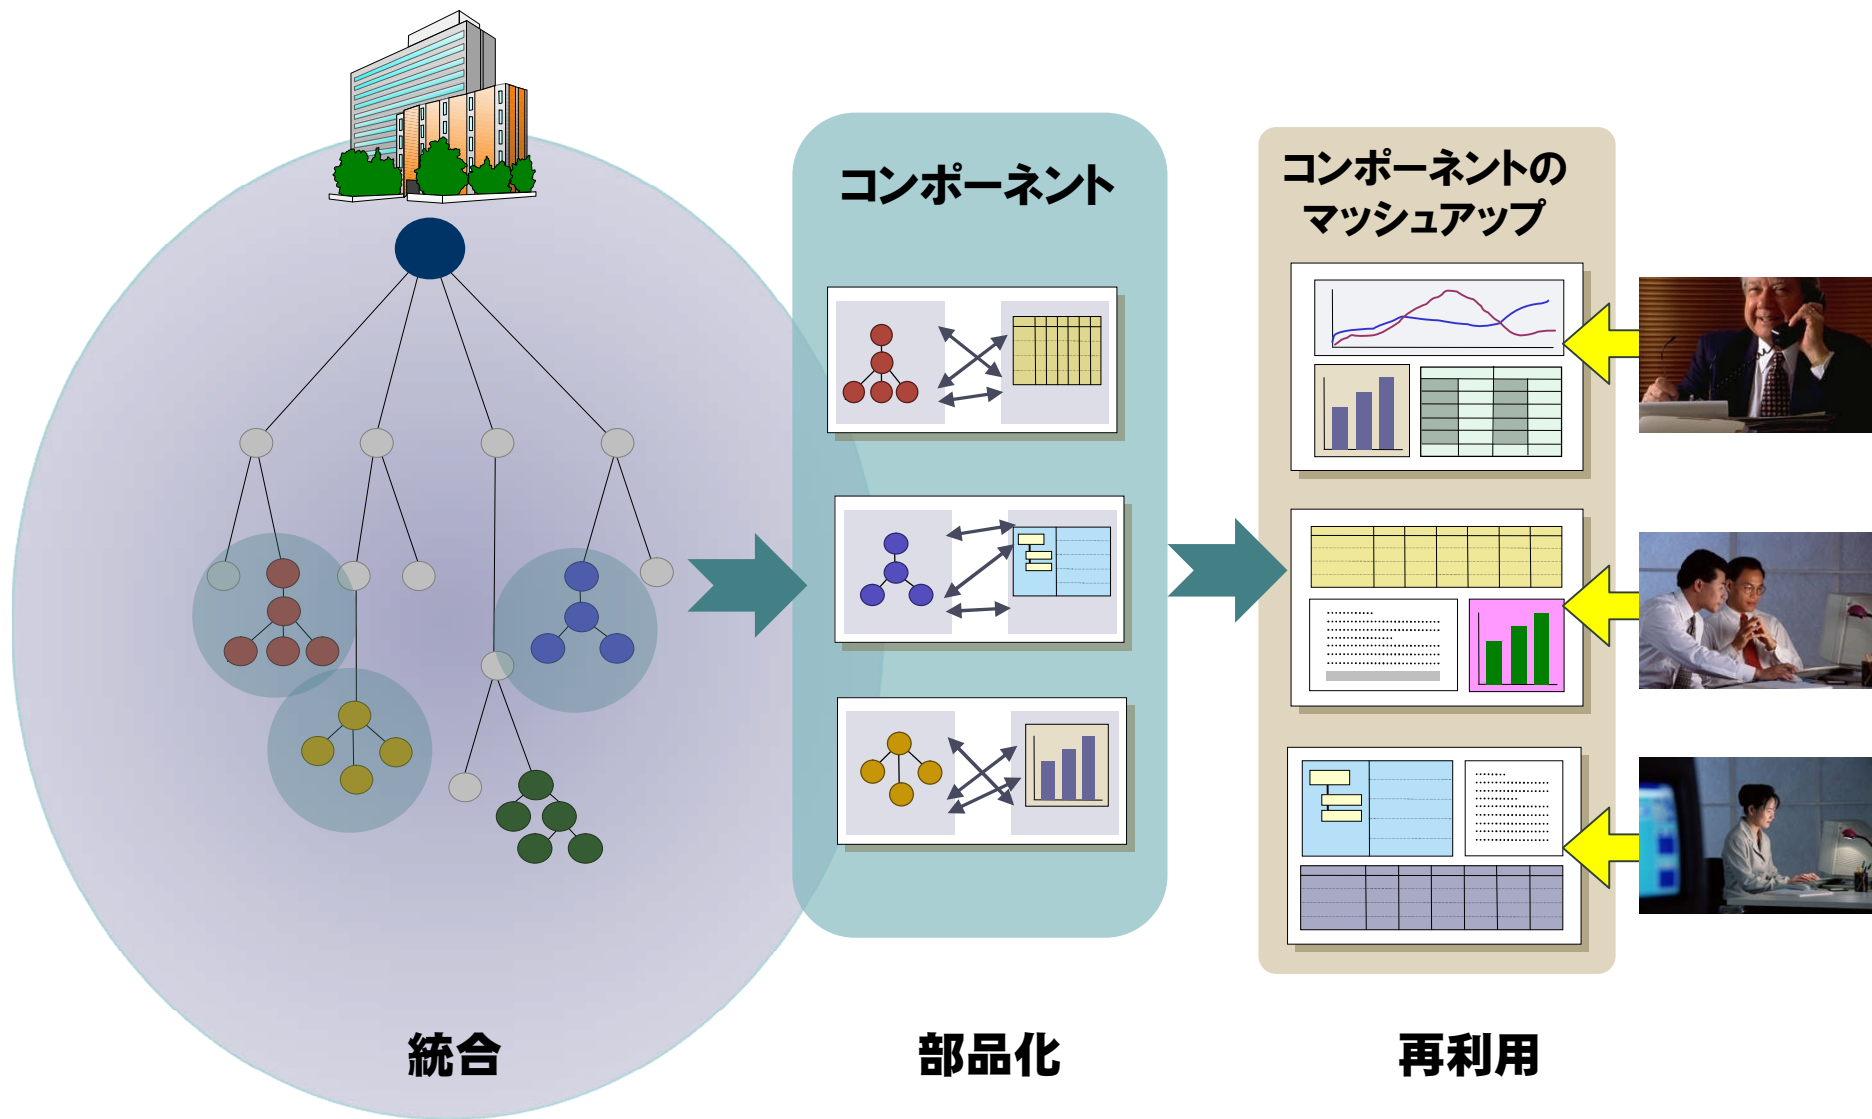 コンポーネント
コンポーネントの
マッシュアップ
統合
部品化
再利用